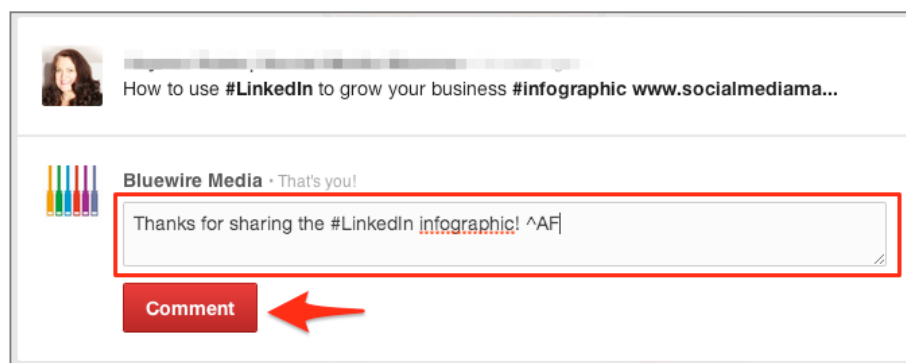 How to use #LinkedIn to grow your business #infographic www.socialmediama...
Bluewire Media · That's you!
Thanks for sharing the #LinkedIn infographic! ^AF
Comment